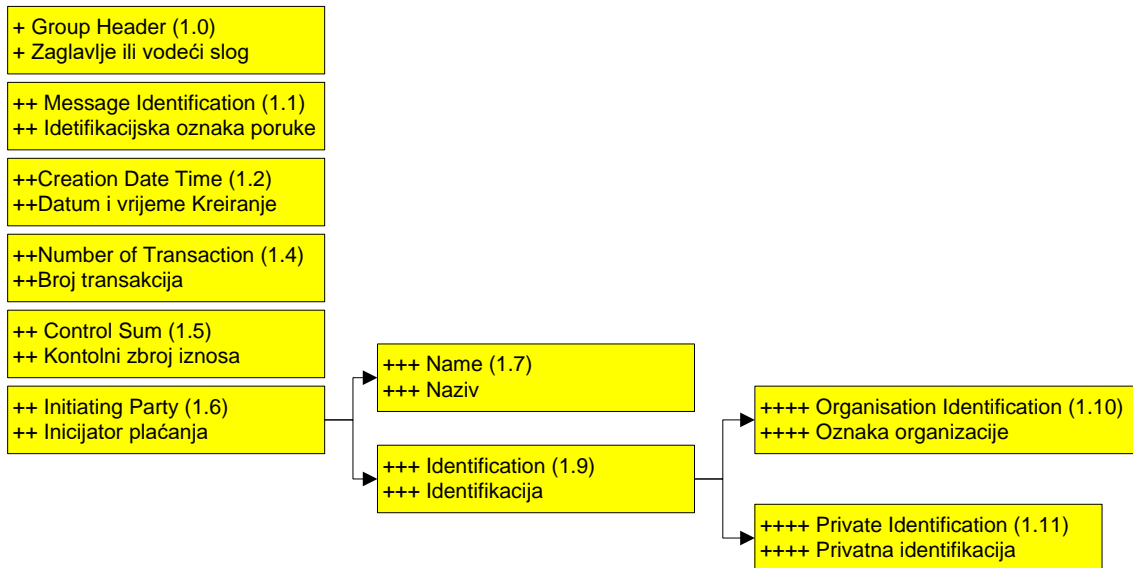 + Group Header (1.0)
+ Zaglavlje ili vodeći slog
++ Message Identification (1.1)
++ Idetifikacijska oznaka poruke
++Creation Date Time (1.2)
++Datum i vrijeme Kreiranje
++Number of Transaction (1.4)
++Broj transakcija
++ Control Sum (1.5)
++ Kontolni zbroj iznosa
++ Initiating Party (1.6)
++ Inicijator plaćanja
+++ Name (1.7)
+++ Naziv
+++ Identification (1.9)
+++ Identifikacija
++++ Organisation Identification (1.10)
++++ Oznaka organizacije
++++ Private Identification (1.11)
++++ Privatna identifikacija